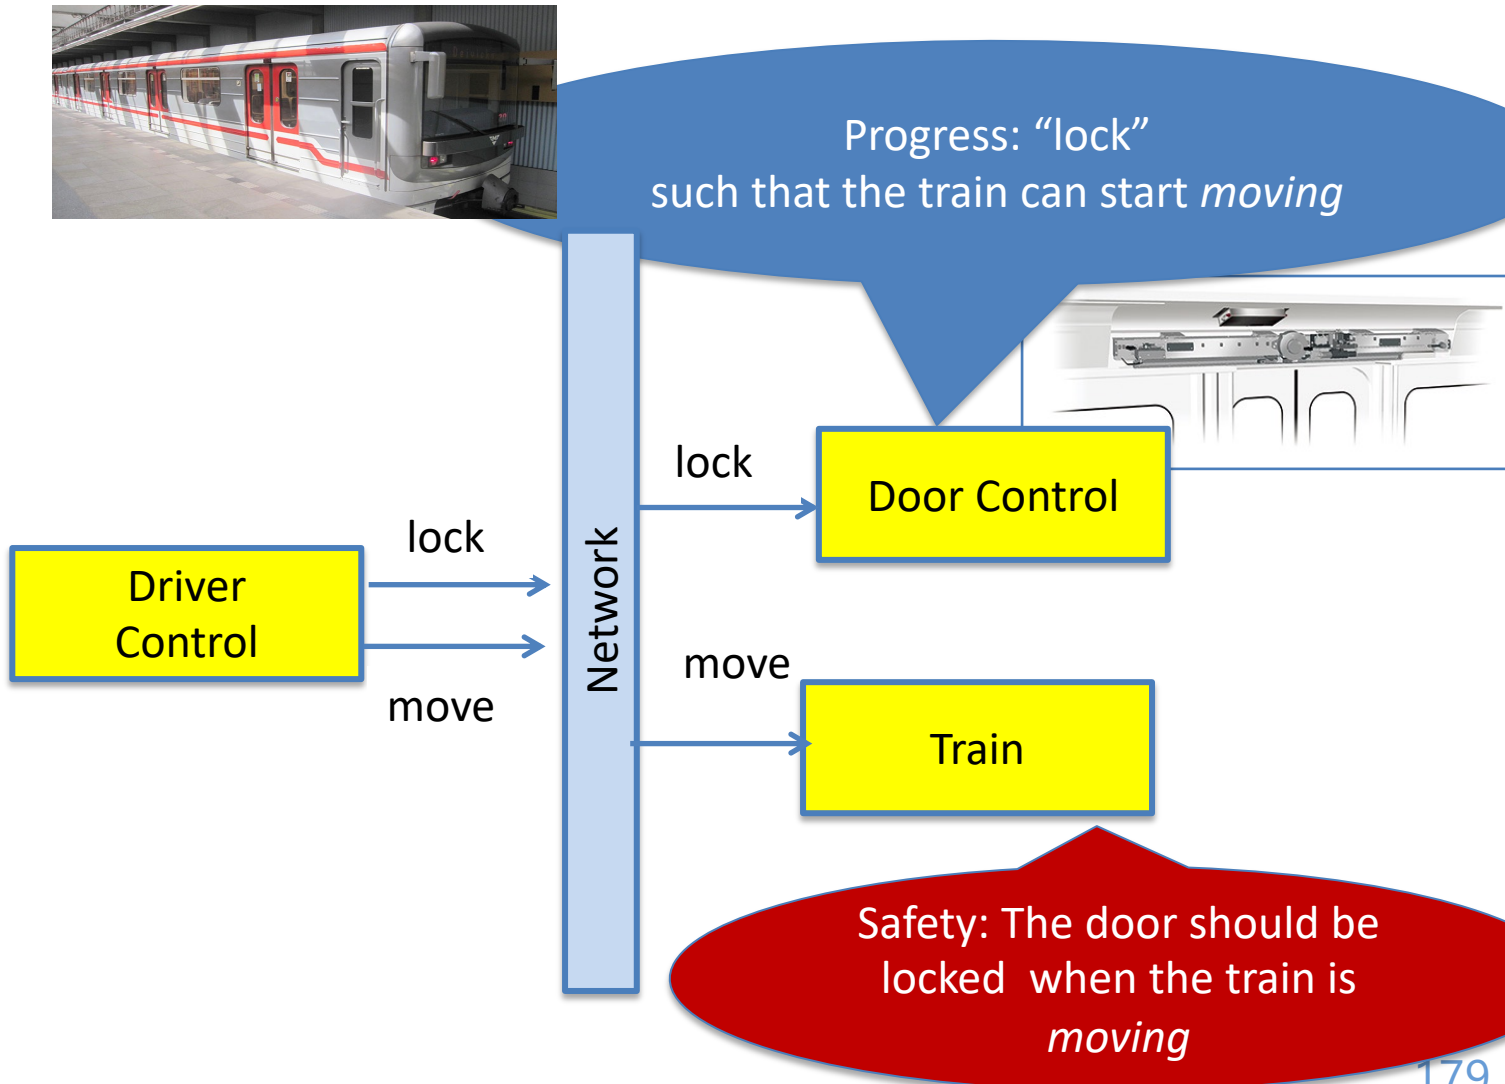 Progress: “lock”
such that the train can start moving
lock
Door Control
lock
Driver
Control
Network
move
move
Train
Safety: The door should be
locked  when the train is
moving
179